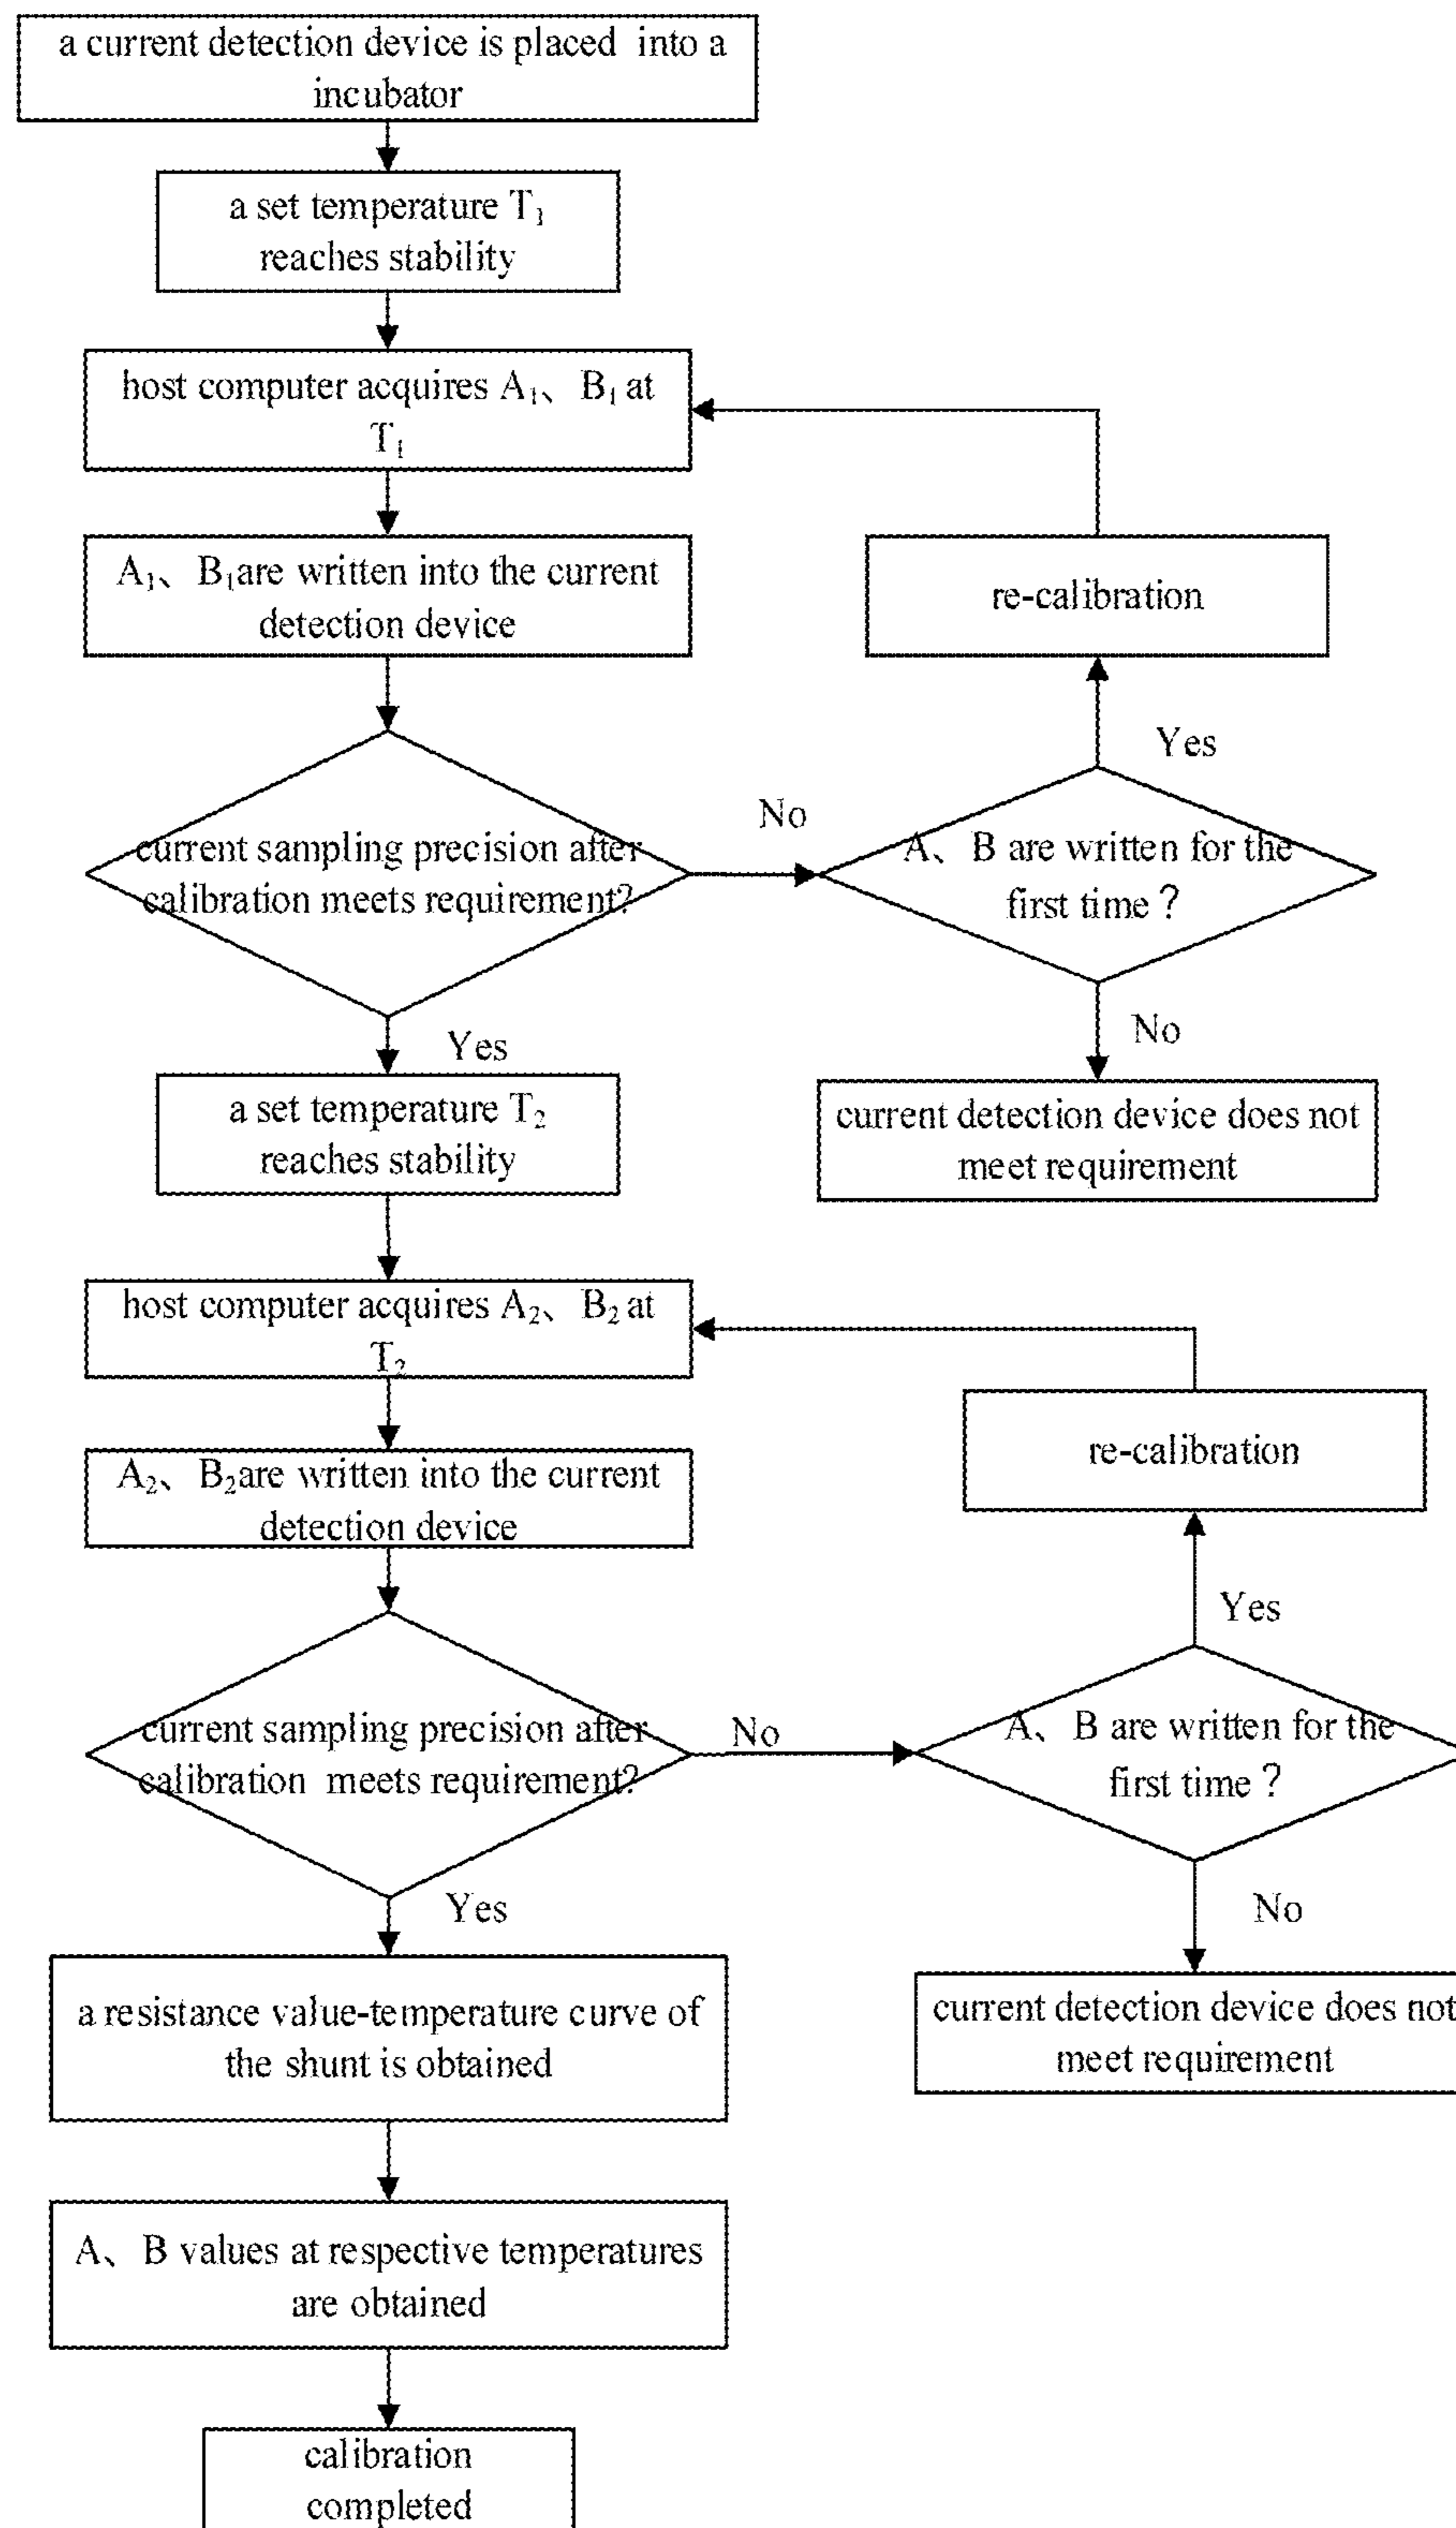 a current detection device is placed into a
incubator
a set temperature T₁
reaches stability
host computer acquires A₁、 B₁ at
T₁
A₁、 B₁are written into the current
detection device
re-calibration
Yes
No
current sampling precision after
calibration meets requirement?
A、 B are written for the
first time ?
Yes
No
a set temperature T₂
reaches stability
current detection device does not
meet requirement
host computer acquires A₂、 B₂ at
T₂
A₂、 B₂are written into the current
detection device
re-calibration
Yes
No
current sampling precision after
calibration meets requirement?
A、 B are written for the
first time ?
Yes
No
a resistance value-temperature curve of
the shunt is obtained
current detection device does not
meet requirement
A、 B values at respective temperatures
are obtained
calibration
completed